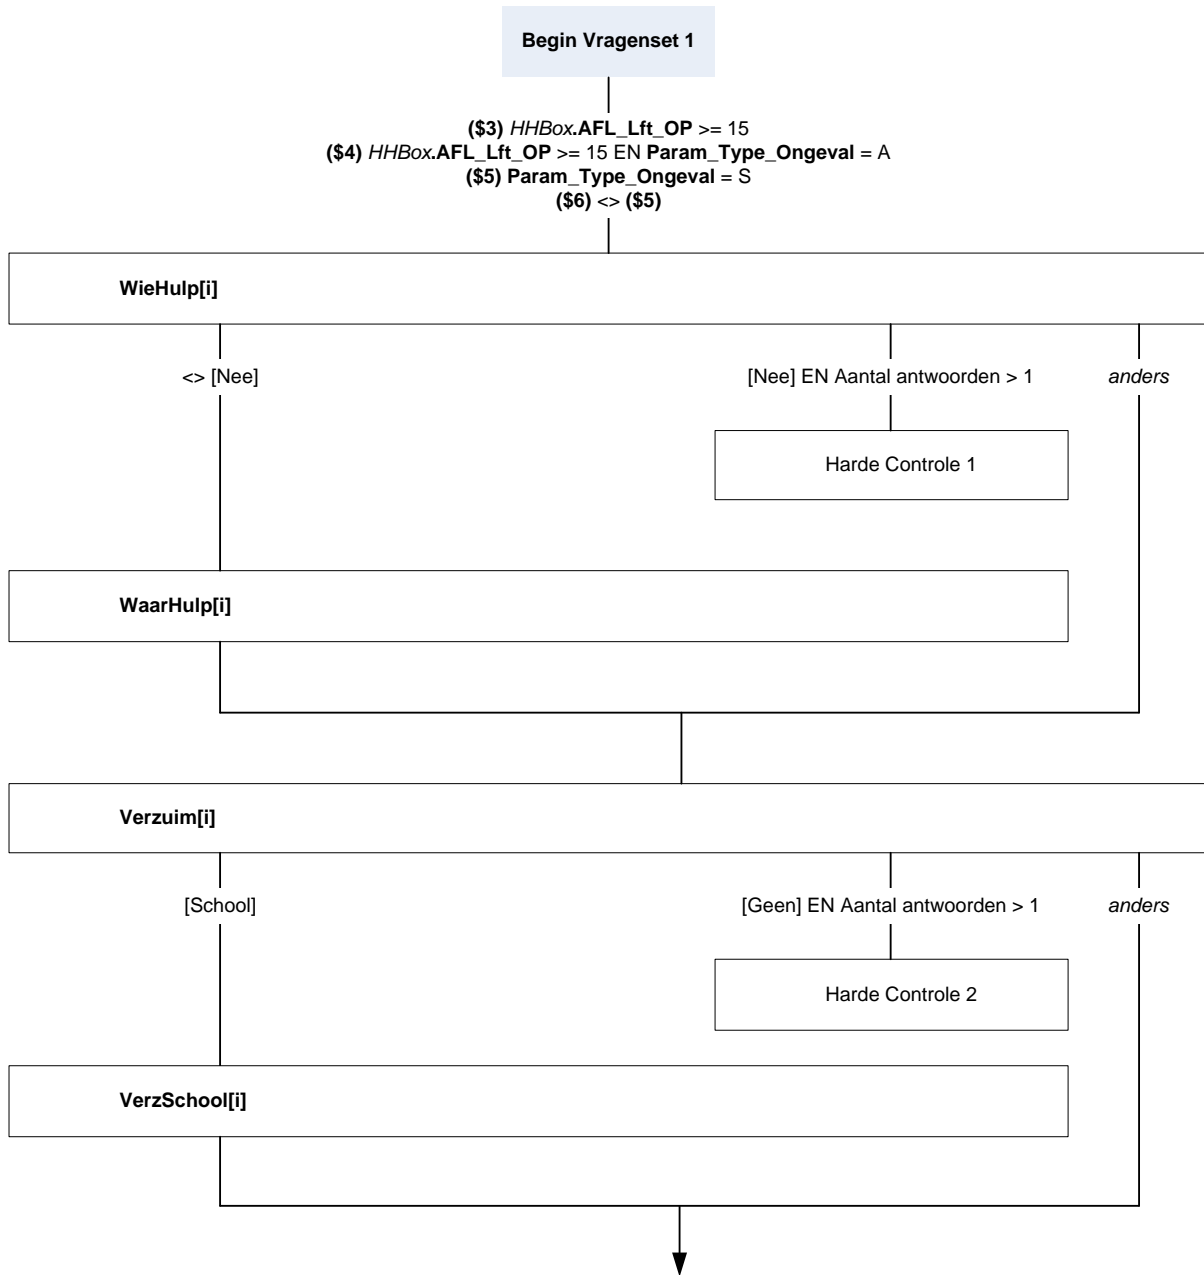 Begin Vragenset 1
($3) HHBox.AFL_Lft_OP >= 15
($4) HHBox.AFL_Lft_OP >= 15 EN Param_Type_Ongeval = A
($5) Param_Type_Ongeval = S
($6) <> ($5)
WieHulp[i]
<> [Nee]
[Nee] EN Aantal antwoorden > 1
anders
Harde Controle 1
WaarHulp[i]
Verzuim[i]
[School]
[Geen] EN Aantal antwoorden > 1
anders
Harde Controle 2
VerzSchool[i]